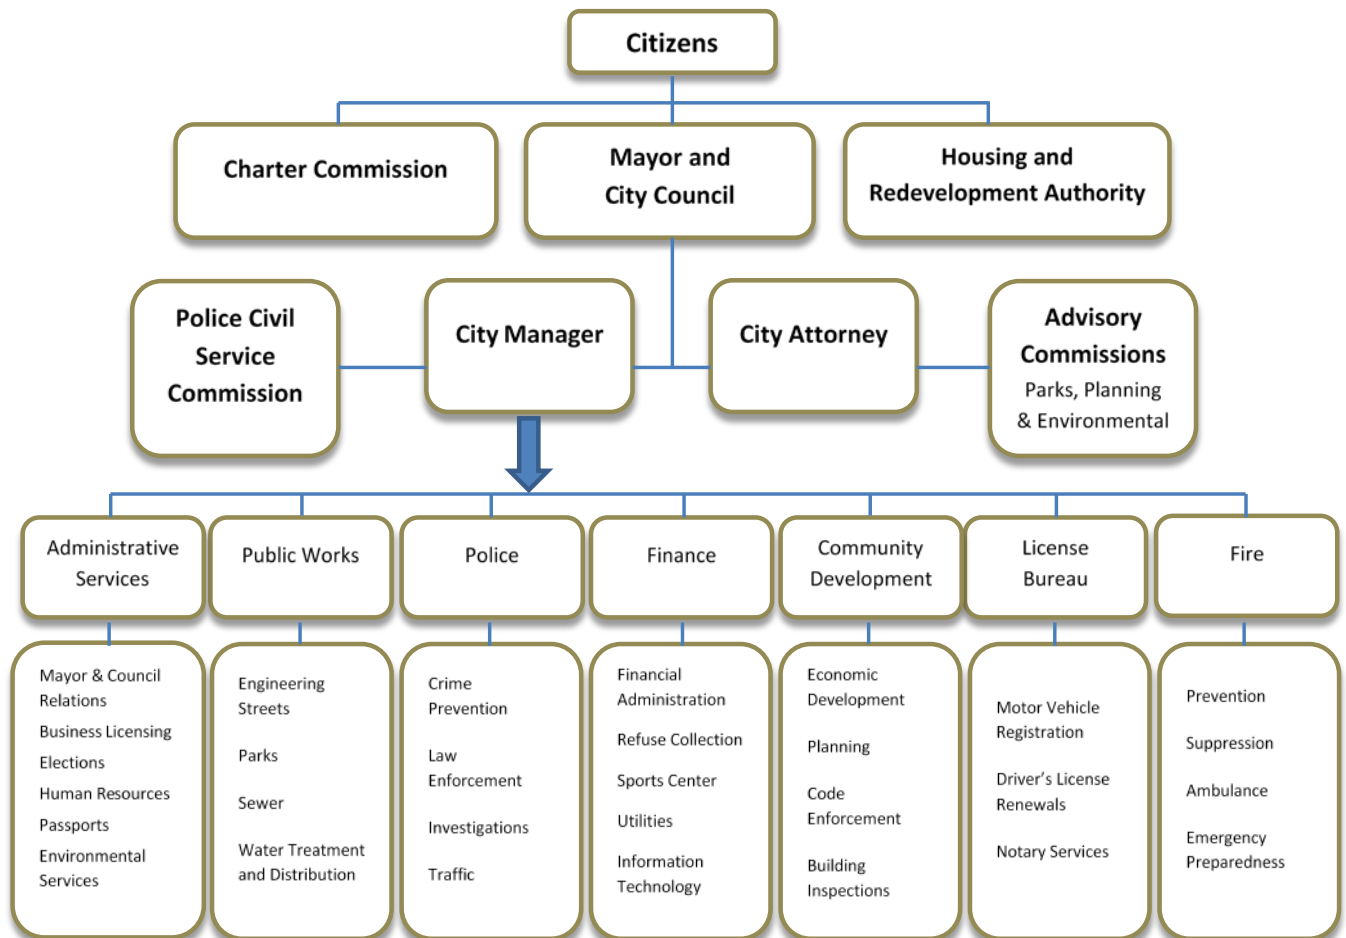 Citizens
Charter Commission
Mayor and
City Council
Housing and
Redevelopment Authority
Police Civil
Service
Commission
City Manager
City Attorney
Advisory
Commissions
Parks, Planning
& Environmental
Administrative
Services
Public Works
Police
Finance
Community
Development
License
Bureau
Fire
Mayor & Council
Relations
Business Licensing
Elections
Human Resources
Passports
Environmental
Services
Engineering
Streets
Parks
Sewer
Water Treatment
and Distribution
Crime
Prevention
Law
Enforcement
Investigations
Traffic
Financial
Administration
Refuse Collection
Sports Center
Utilities
Information
Technology
Economic
Development
Planning
Code
Enforcement
Building
Inspections
Motor Vehicle
Registration
Driver’s License
Renewals
Notary Services
Prevention
Suppression
Ambulance
Emergency
Preparedness